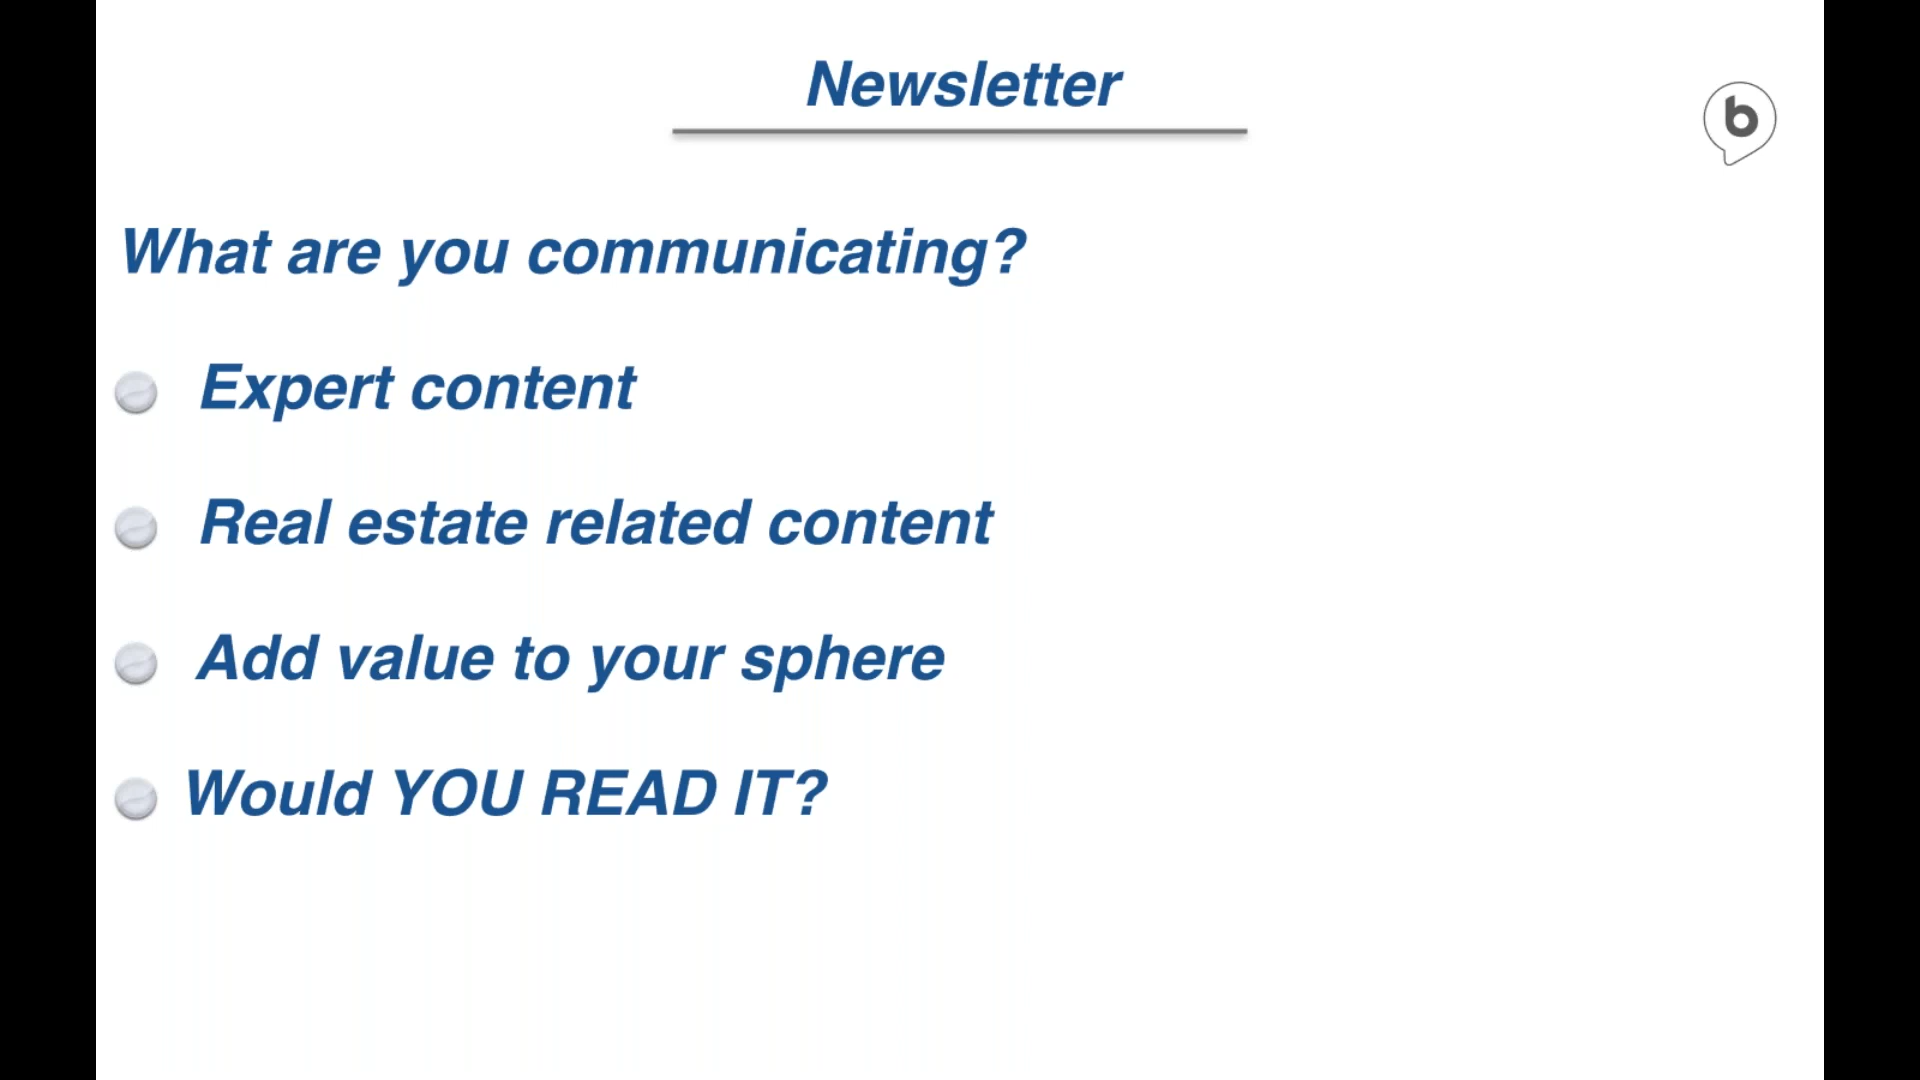 Newsletter
b
What are you communicating?
Expert content
Real estate related content
Add value to your sphere
Would YOU READ IT?